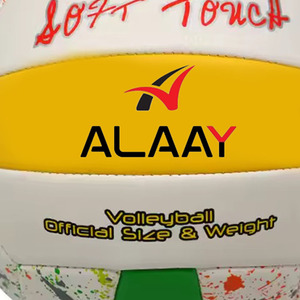 SOFT TOUCH
ALAAY
Volleyball
Official Size & Weight